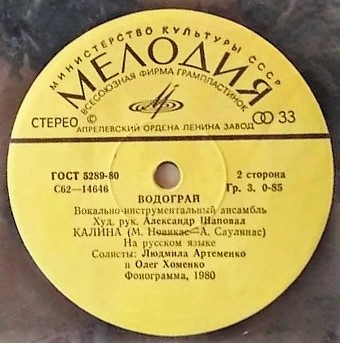 МИНИСТЕРСТВО КУЛЬТУРЫ СССР
МЕЛОДИЯ
ВСЕСОЮЗНАЯ ФИРМА ГРАМПЛАСТИНОК
СТЕРЕО 33
АПРЕЛЕВСКИЙ ОРДЕНА ЛЕНИНА ЗАВОД
ГОСТ 5289-80 2 сторона
С62—14646 Гр. 3. 0-85
ВОДОГРАЙ
Вокально-инструментальный ансамбль
Худ. рук. Александр Шаповал
КАЛИНА (М. Новикас—А. Саулинас)
На русском языке
Солисты: Людмила Артеменко
и Олег Хоменко
Фонограмма, 1980